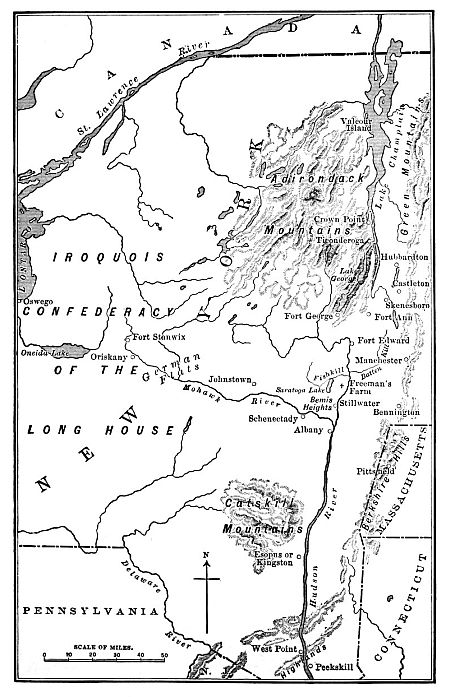 CANADA
St. Lawrence River
Valcour
Island
Lake Champlain
Green Mountains
NEW YORK
Adirondack
Mountains
Crown Point
Ticonderoga
Lake
George
Hubbardton
Castleton
Skenesboro
Fort Ann
Fort George
L. ONTARIO
Oswego
IROQUOIS
CONFEDERACY
OF THE
LONG HOUSE
Oneida Lake
Fort Stanwix
Oriskany
German
Flats
Mohawk River
Johnstown
Fort Edward
Manchester
Batten Kill
Fishkill
Saratoga Lake
Freeman's
Farm
Bemis
Heights
Stillwater
Bennington
Schenectady
Albany
Pittsfield
Berkshire Hills
MASSACHUSETTS
Catskill
Mountains
Esopus or
Kingston
Hudson River
CONNECTICUT
Delaware
River
PENNSYLVANIA
N
SCALE OF MILES.
0 10 20 30 40 50
N.
West Point
Highlands
Peekskill